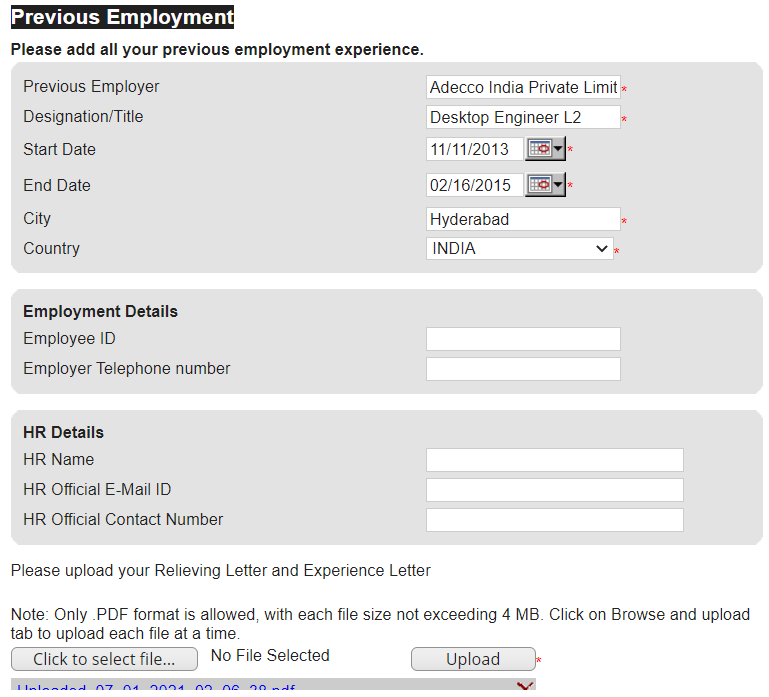 Previous Employment
Please add all your previous employment experience.
Previous Employer Adecco India Private Limit *
Designation/Title Desktop Engineer L2 *
Start Date 11/11/2013 *
End Date 02/16/2015 *
City Hyderabad *
Country INDIA *
Employment Details
Employee ID
Employer Telephone number
HR Details
HR Name
HR Official E-Mail ID
HR Official Contact Number
Please upload your Relieving Letter and Experience Letter
Note: Only .PDF format is allowed, with each file size not exceeding 4 MB. Click on Browse and upload
tab to upload each file at a time.
Click to select file... No File Selected Upload *
Uploaded_07_01_2021_02_06_38.pdf